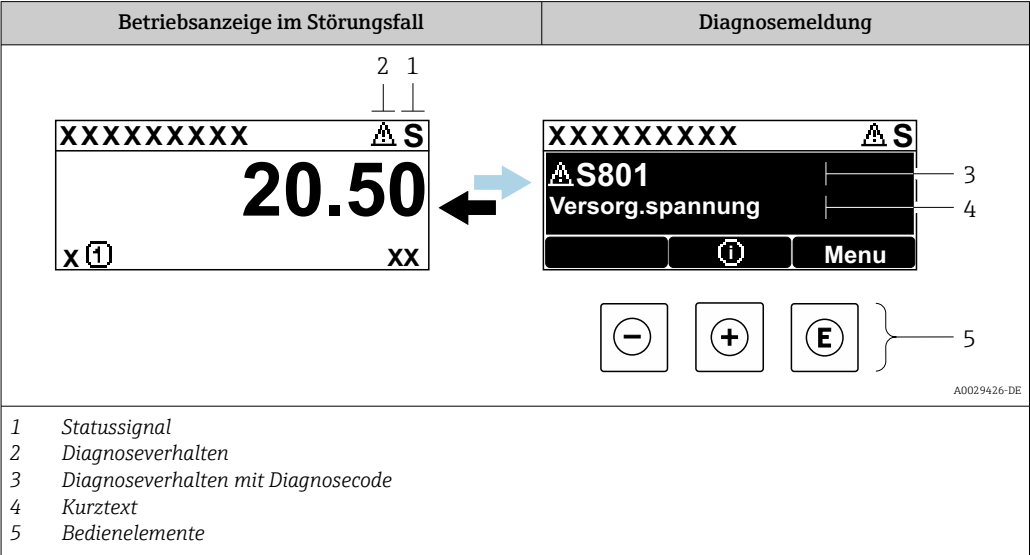 Betriebsanzeige im Störungsfall
Diagnosemeldung
2 1
XXXXXXXXX S
20.50
x 1 xx
XXXXXXXXX S
S801 3
Versorg.spannung 4
i Menu
- + E 5
A0029426-DE
1 Statussignal
2 Diagnoseverhalten
3 Diagnoseverhalten mit Diagnosecode
4 Kurztext
5 Bedienelemente